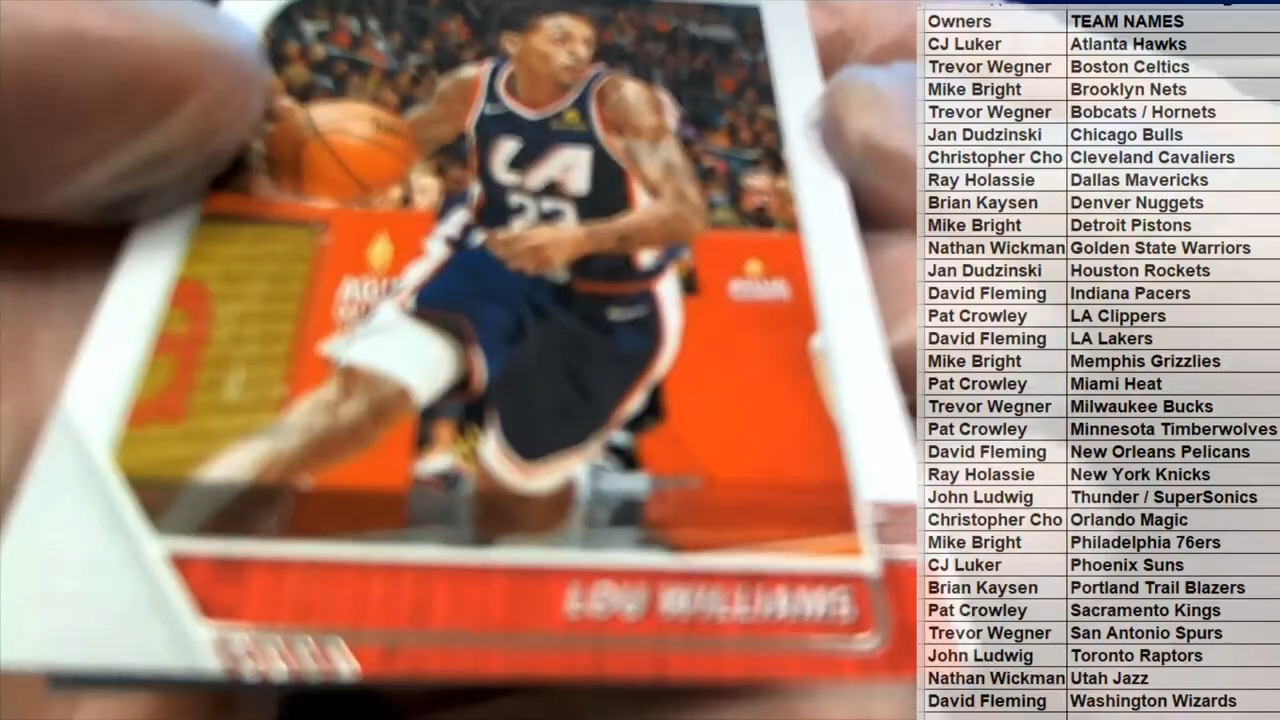 LA
23
LOU WILLIAMS
Owners TEAM NAMES
CJ Luker Atlanta Hawks
Trevor Wegner Boston Celtics
Mike Bright Brooklyn Nets
Trevor Wegner Bobcats / Hornets
Jan Dudzinski Chicago Bulls
Christopher Cho Cleveland Cavaliers
Ray Holassie Dallas Mavericks
Brian Kaysen Denver Nuggets
Mike Bright Detroit Pistons
Nathan Wickman Golden State Warriors
Jan Dudzinski Houston Rockets
David Fleming Indiana Pacers
Pat Crowley LA Clippers
David Fleming LA Lakers
Mike Bright Memphis Grizzlies
Pat Crowley Miami Heat
Trevor Wegner Milwaukee Bucks
Pat Crowley Minnesota Timberwolves
David Fleming New Orleans Pelicans
Ray Holassie New York Knicks
John Ludwig Thunder / SuperSonics
Christopher Cho Orlando Magic
Mike Bright Philadelphia 76ers
CJ Luker Phoenix Suns
Brian Kaysen Portland Trail Blazers
Pat Crowley Sacramento Kings
Trevor Wegner San Antonio Spurs
John Ludwig Toronto Raptors
Nathan Wickman Utah Jazz
David Fleming Washington Wizards